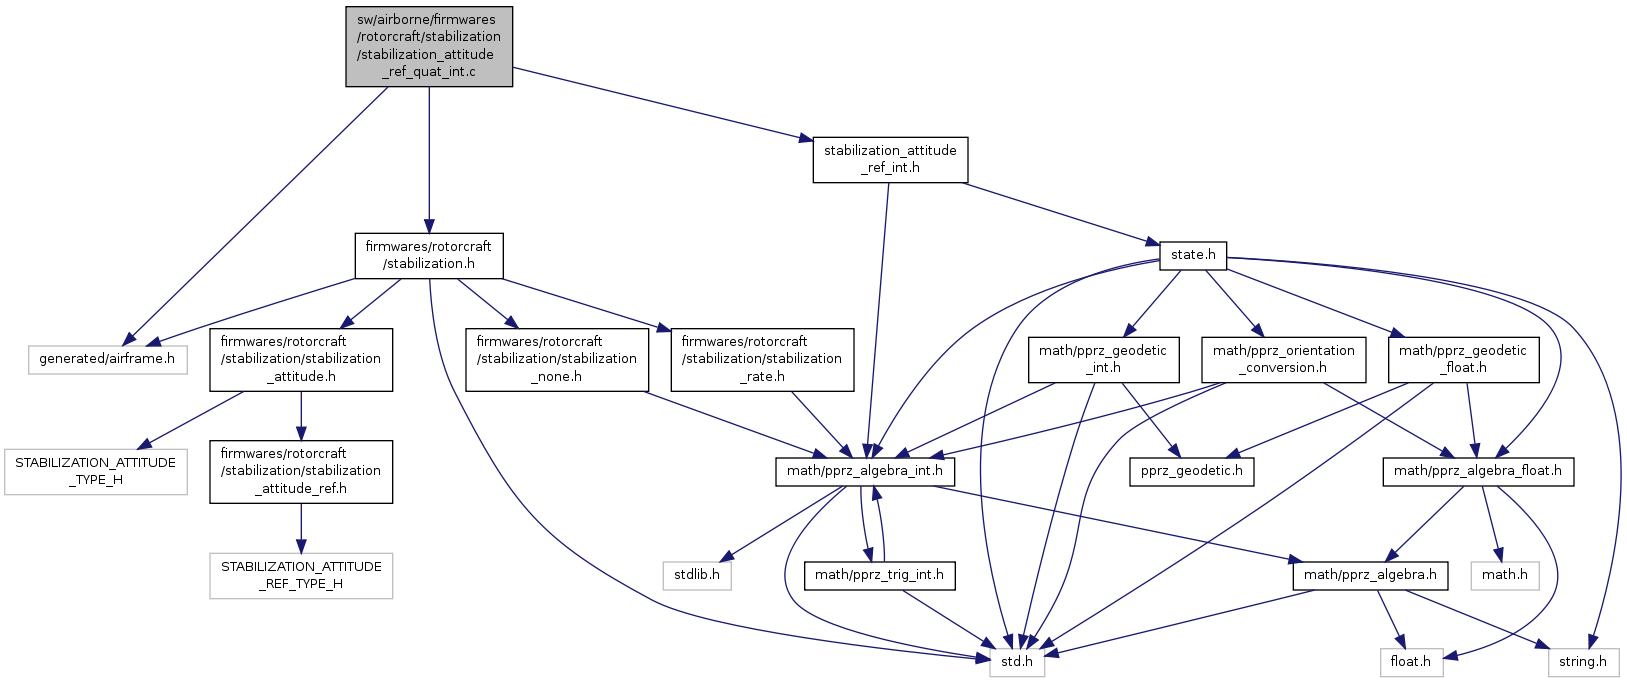 sw/airborne/firmwares
/rotorcraft/stabilization
/stabilization_attitude
_ref_quat_int.c
stabilization_attitude
_ref_int.h
firmwares/rotorcraft
/stabilization.h
state.h
generated/airframe.h
firmwares/rotorcraft
/stabilization/stabilization
_attitude.h
firmwares/rotorcraft
/stabilization/stabilization
_none.h
firmwares/rotorcraft
/stabilization/stabilization
_rate.h
math/pprz_geodetic
_int.h
math/pprz_orientation
_conversion.h
math/pprz_geodetic
_float.h
STABILIZATION_ATTITUDE
_TYPE_H
firmwares/rotorcraft
/stabilization/stabilization
_attitude_ref.h
math/pprz_algebra_int.h
pprz_geodetic.h
math/pprz_algebra_float.h
STABILIZATION_ATTITUDE
_REF_TYPE_H
stdlib.h
math/pprz_trig_int.h
math/pprz_algebra.h
math.h
std.h
float.h
string.h